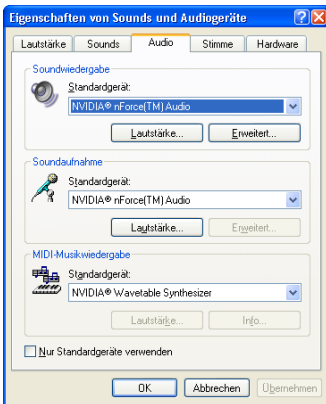 Eigenschaften von Sounds und Audiogeräte
Lautstärke Sounds Audio Stimme Hardware
Soundwiedergabe
Standardgerät:
NVIDIA® nForce(TM) Audio
Lautstärke... Erweitert...
Soundaufnahme
Standardgerät:
NVIDIA® nForce(TM) Audio
Lautstärke... Erweitert...
MIDI-Musikwiedergabe
Standardgerät:
NVIDIA® Wavetable Synthesizer
Lautstärke... Info...
Nur Standardgeräte verwenden
OK Abbrechen Übernehmen